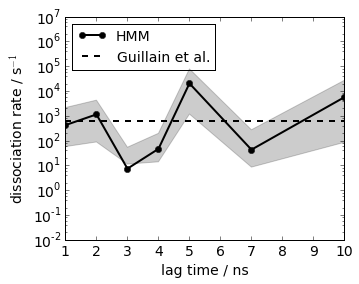 10^7
10^6
10^5
10^4
10^3
10^2
10^1
10^0
10^-1
10^-2
dissociation rate / s^-1
HMM
Guillain et al.
1 2 3 4 5 6 7 8 9 10
lag time / ns